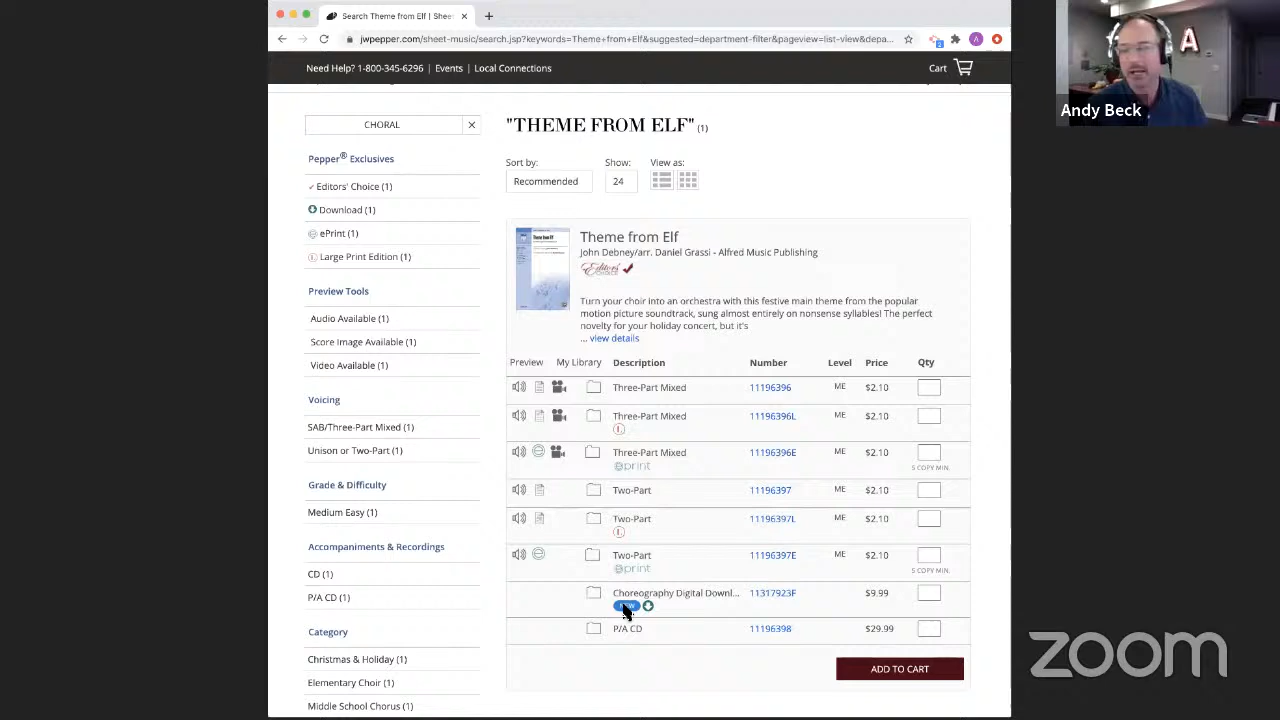 Search Theme from Elf | Shee
jwpepper.com/sheet-music/search.jsp?keywords=Theme+from+Elf&suggested=department-filter&pageview=list-view&depa...
2
A
Need Help? 1-800-345-6296 | Events | Local Connections
Cart
CHORAL
Pepper® Exclusives
Editors' Choice (1)
Download (1)
ePrint (1)
Large Print Edition (1)
Preview Tools
Audio Available (1)
Score Image Available (1)
Video Available (1)
Voicing
SAB/Three-Part Mixed (1)
Unison or Two-Part (1)
Grade & Difficulty
Medium Easy (1)
Accompaniments & Recordings
CD (1)
P/A CD (1)
Category
Christmas & Holiday (1)
Elementary Choir (1)
Middle School Chorus (1)
"THEME FROM ELF" (1)
Sort by: Show: View as:
Recommended 24
Theme from Elf
Theme from Elf
John Debney/arr. Daniel Grassi - Alfred Music Publishing
Editors'
Turn your choir into an orchestra with this festive main theme from the popular
motion picture soundtrack, sung almost entirely on nonsense syllables! The perfect
novelty for your holiday concert, but it's
... view details
Preview My Library Description Number Level Price Qty
Three-Part Mixed 11196396 ME $2.10
Three-Part Mixed 11196396L ME $2.10
L
Three-Part Mixed 11196396E ME $2.10
eprint 5 COPY MIN.
Two-Part 11196397 ME $2.10
Two-Part 11196397L ME $2.10
L
Two-Part 11196397E ME $2.10
eprint 5 COPY MIN.
Choreography Digital Downl... 11317923F $9.99
P/A CD 11196398 $29.99
ADD TO CART
A
Andy Beck
zoom